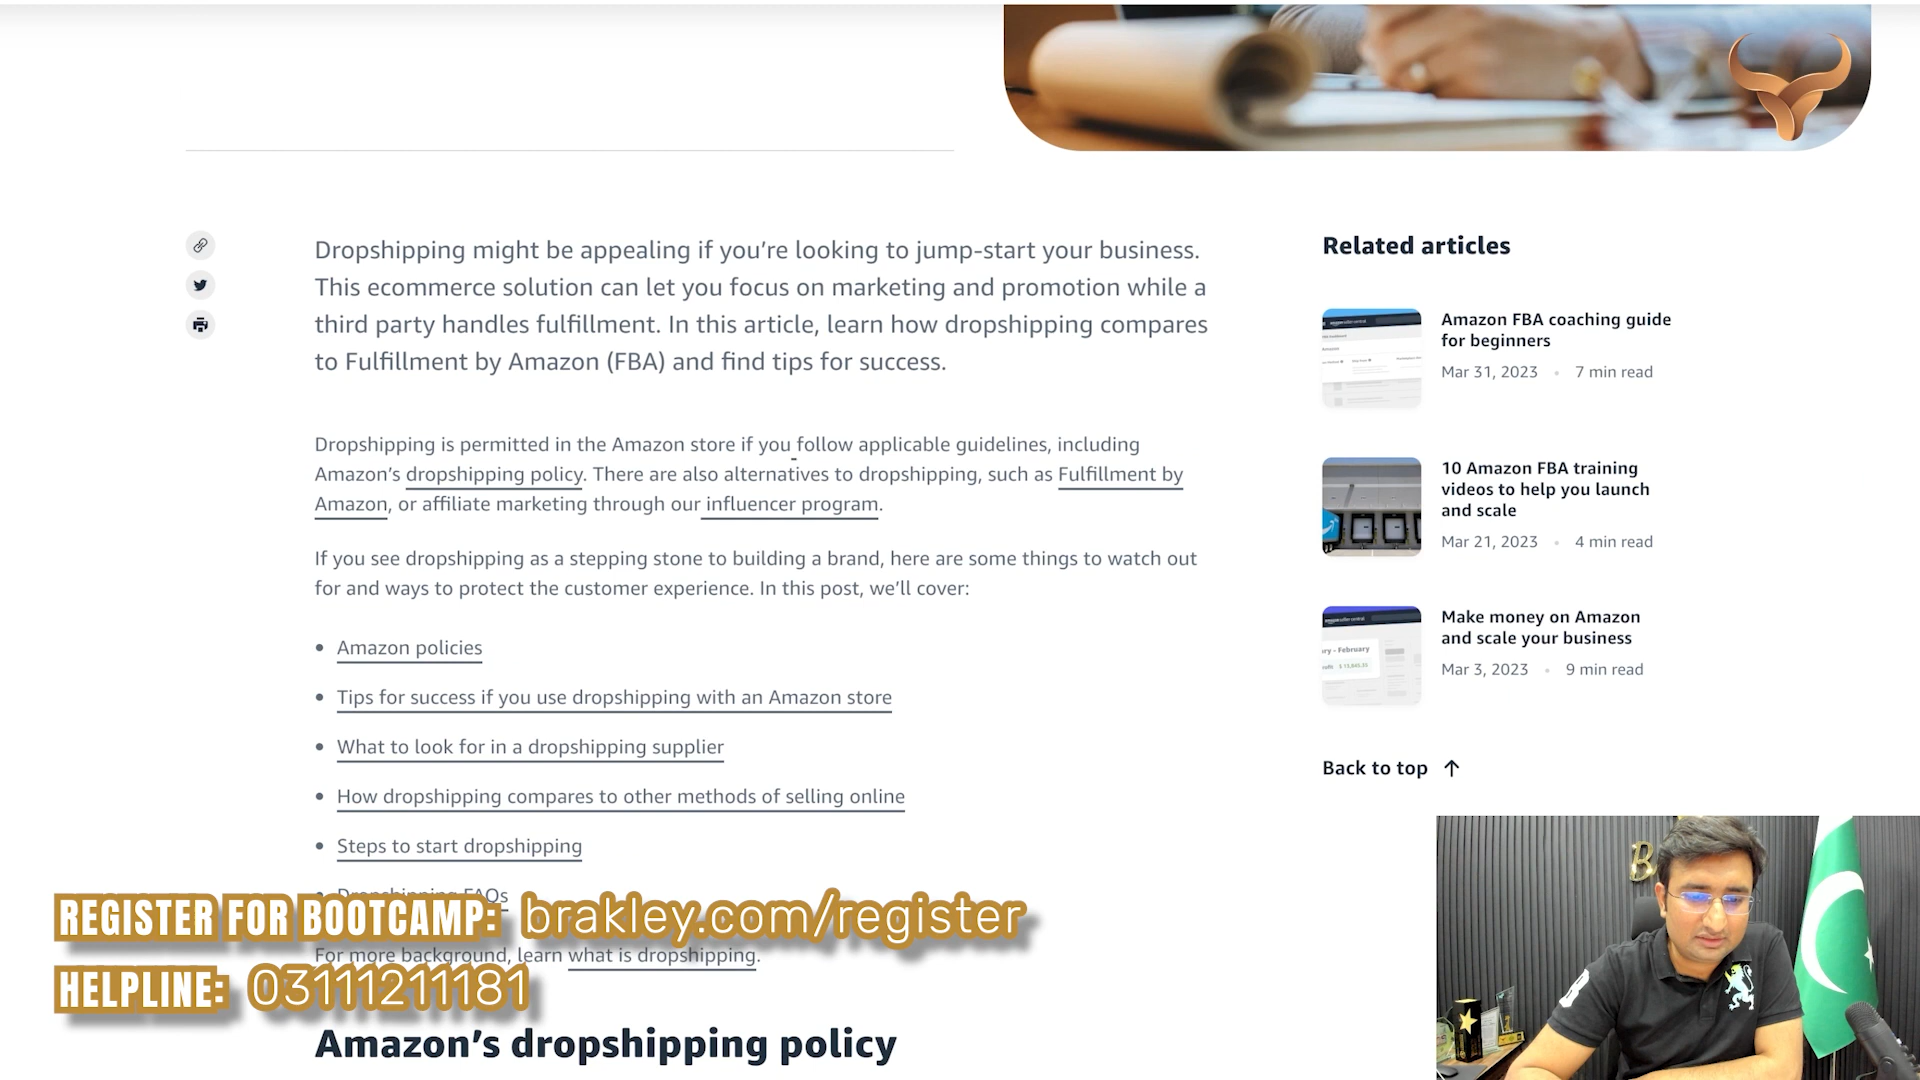 Dropshipping might be appealing if you’re looking to jump-start your business.
This ecommerce solution can let you focus on marketing and promotion while a
third party handles fulfillment. In this article, learn how dropshipping compares
to Fulfillment by Amazon (FBA) and find tips for success.
Dropshipping is permitted in the Amazon store if you follow applicable guidelines, including
Amazon’s dropshipping policy. There are also alternatives to dropshipping, such as Fulfillment by
Amazon, or affiliate marketing through our influencer program.
If you see dropshipping as a stepping stone to building a brand, here are some things to watch out
for and ways to protect the customer experience. In this post, we’ll cover:
• Amazon policies
• Tips for success if you use dropshipping with an Amazon store
• What to look for in a dropshipping supplier
• How dropshipping compares to other methods of selling online
• Steps to start dropshipping
• Dropshipping FAQs
For more background, learn what is dropshipping.
Amazon’s dropshipping policy
Related articles
Amazon FBA coaching guide
for beginners
Mar 31, 2023 • 7 min read
10 Amazon FBA training
videos to help you launch
and scale
Mar 21, 2023 • 4 min read
Make money on Amazon
and scale your business
Mar 3, 2023 • 9 min read
Back to top ↑
REGISTER FOR BOOTCAMP: brakley.com/register
HELPLINE: 03111211181